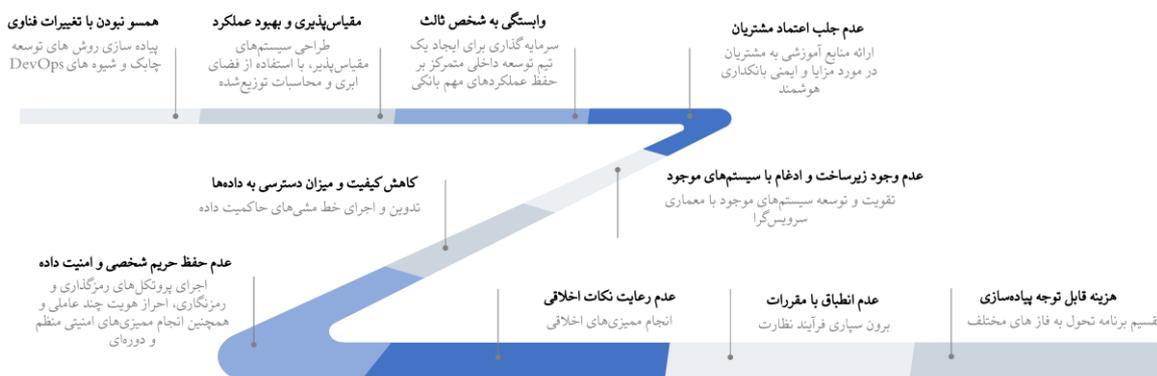 عدم جلب اعتماد مشتریان
ارائه منابع آموزشی به مشتریان
در مورد مزایا و ایمنی بانکداری
هوشمند
وابستگی به شخص ثالث
سرمایه گذاری برای ایجاد یک
تیم توسعه داخلی متمرکز بر
حفظ عملکردهای مهم بانکی
مقیاس‌پذیری و بهبود عملکرد
طراحی سیستم‌های
مقیاس‌پذیر، با استفاده از فضای
ابری و محاسبات توزیع‌شده
همسو نبودن با تغییرات فناوی
پیاده سازی روش های توسعه
چابک و شیوه های DevOps
عدم وجود زیرساخت و ادغام با سیستم‌های موجود
تقویت و توسعه سیستم‌های موجود با معماری
سرویس‌گرا
کاهش کیفیت و میزان دسترسی به داده‌ها
تدوین و اجرای خط مشی‌های حاکمیت داده
عدم حفظ حریم شخصی و امنیت داده
اجرای پروتکل‌های رمزگذاری و
رمزنگاری، احراز هویت چند عاملی و
همچنین انجام ممیزی‌های امنیتی منظم
و دوره‌ای
هزینه قابل توجه پیاده‌سازی
تقسیم برنامه تحول به فاز های مختلف
عدم انطباق با مقررات
برون سپاری فرآیند نظارت
عدم رعایت نکات اخلاقی
انجام ممیزی‌های اخلاقی